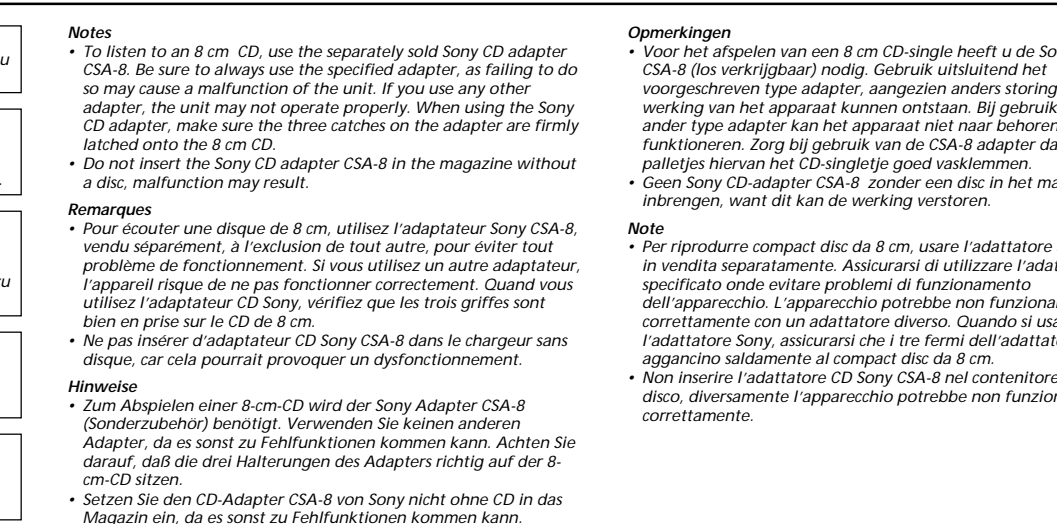 u
.
u
Notes
• To listen to an 8 cm CD, use the separately sold Sony CD adapter
CSA-8. Be sure to always use the specified adapter, as failing to do
so may cause a malfunction of the unit. If you use any other
adapter, the unit may not operate properly. When using the Sony
CD adapter, make sure the three catches on the adapter are firmly
latched onto the 8 cm CD.
• Do not insert the Sony CD adapter CSA-8 in the magazine without
a disc, malfunction may result.
Remarques
• Pour écouter une disque de 8 cm, utilisez l'adaptateur Sony CSA-8,
vendu séparément, à l'exclusion de tout autre, pour éviter tout
problème de fonctionnement. Si vous utilisez un autre adaptateur,
l'appareil risque de ne pas fonctionner correctement. Quand vous
utilisez l'adaptateur CD Sony, vérifiez que les trois griffes sont
bien en prise sur le CD de 8 cm.
• Ne pas insérer d'adaptateur CD Sony CSA-8 dans le chargeur sans
disque, car cela pourrait provoquer un dysfonctionnement.
Hinweise
• Zum Abspielen einer 8-cm-CD wird der Sony Adapter CSA-8
(Sonderzubehör) benötigt. Verwenden Sie keinen anderen
Adapter, da es sonst zu Fehlfunktionen kommen kann. Achten Sie
darauf, daß die drei Halterungen des Adapters richtig auf der 8-
cm-CD sitzen.
• Setzen Sie den CD-Adapter CSA-8 von Sony nicht ohne CD in das
Magazin ein, da es sonst zu Fehlfunktionen kommen kann.
Opmerkingen
• Voor het afspelen van een 8 cm CD-single heeft u de So
CSA-8 (los verkrijgbaar) nodig. Gebruik uitsluitend het
voorgeschreven type adapter, aangezien anders storing
werking van het apparaat kunnen ontstaan. Bij gebruik
ander type adapter kan het apparaat niet naar behoren
funktioneren. Zorg bij gebruik van de CSA-8 adapter da
palletjes hiervan het CD-singletje goed vasklemmen.
• Geen Sony CD-adapter CSA-8 zonder een disc in het ma
inbrengen, want dit kan de werking verstoren.
Note
• Per riprodurre compact disc da 8 cm, usare l'adattatore
in vendita separatamente. Assicurarsi di utilizzare l'adat
specificato onde evitare problemi di funzionamento
dell'apparecchio. L'apparecchio potrebbe non funziona
correttamente con un adattatore diverso. Quando si usa
l'adattatore Sony, assicurarsi che i tre fermi dell'adattato
aggancino saldamente al compact disc da 8 cm.
• Non inserire l'adattatore CD Sony CSA-8 nel contenitore
disco, diversamente l'apparecchio potrebbe non funzion
correttamente.